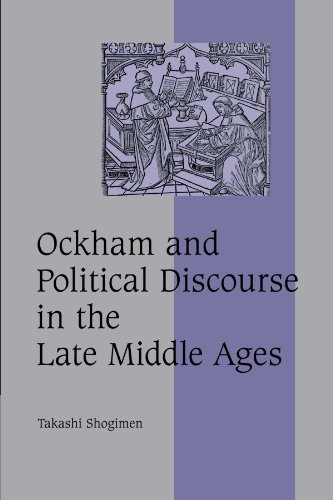 Ockham and
Political Discourse
in the
Late Middle Ages
Takashi Shogimen